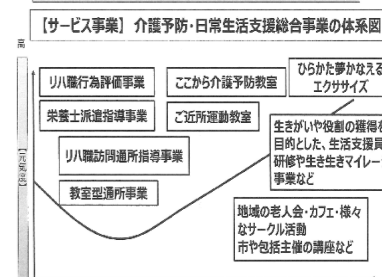 【サービス事業】介護予防・日常生活支援総合事業の体系図
高
【元気度】
リハ職行為評価事業
ここから介護予防教室
ひらかた夢かなえる
エクササイズ
栄養士派遣指導事業
ご近所運動教室
リハ職訪問通所指導事業
教室型通所事業
生きがいや役割の獲得を
目的とした、生活支援員
研修や生き生きマイレー
事業など
地域の老人会・カフェ・様々
なサークル活動
市や包括主催の講座など